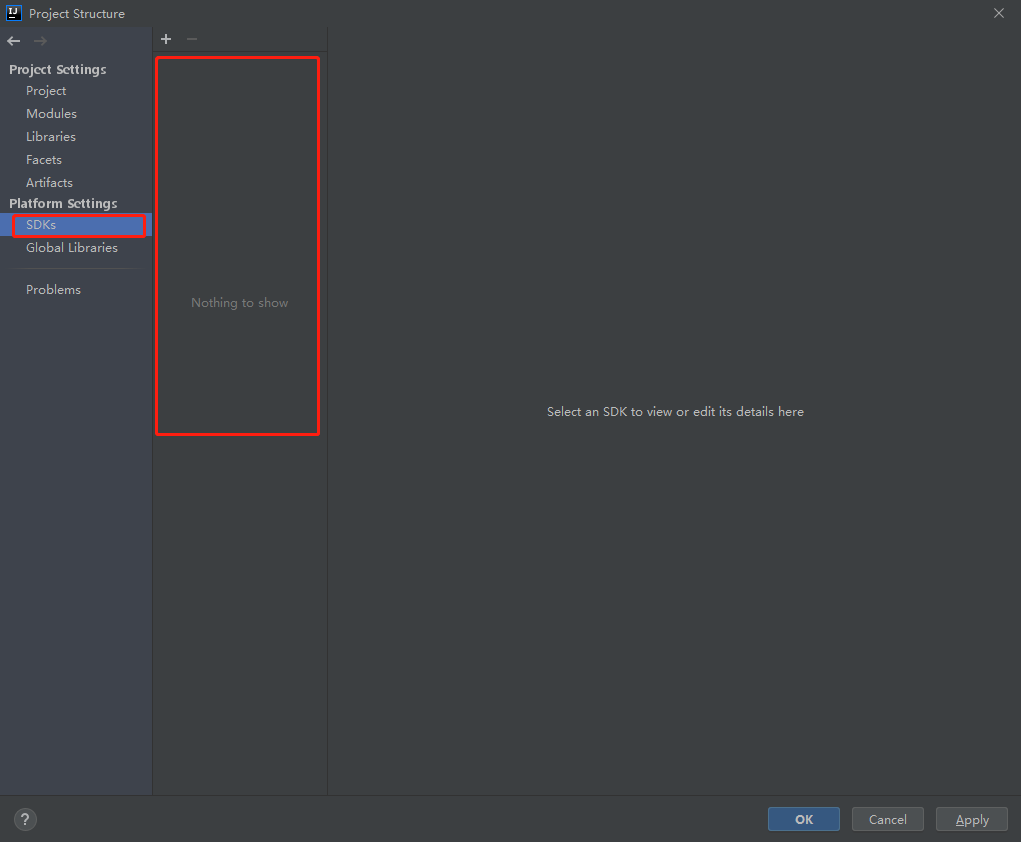 IJ
Project Structure
Project Settings
Project
Modules
Libraries
Facets
Artifacts
Platform Settings
SDKs
Global Libraries
Problems
Nothing to show
Select an SDK to view or edit its details here
?
OK
Cancel
Apply